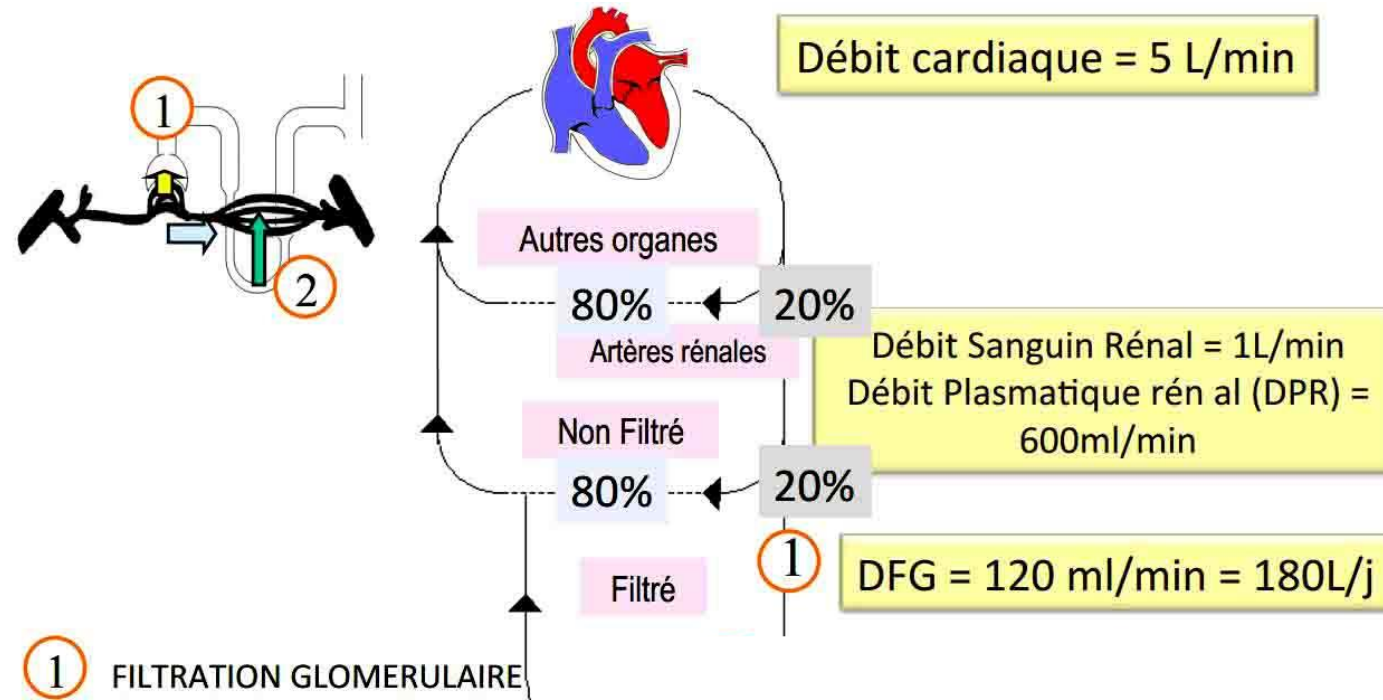 Débit cardiaque = 5 L/min
1
2
Autres organes
80%
20%
Artères rénales
Débit Sanguin Rénal = 1L/min
Débit Plasmatique rén al (DPR) =
600ml/min
Non Filtré
80%
20%
1
DFG = 120 ml/min = 180L/j
Filtré
1 FILTRATION GLOMERULAIRE